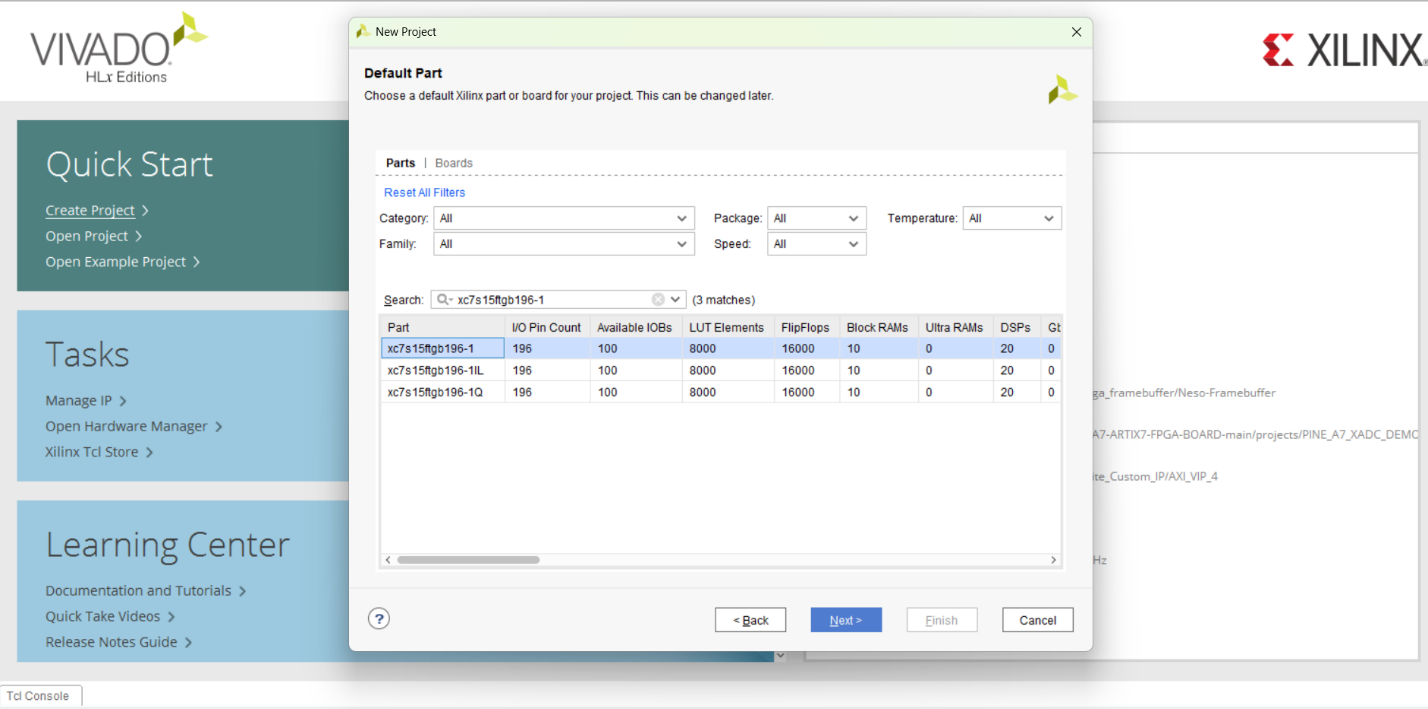 VIVADO.
HLx Editions
XILINX®
New Project
Default Part
Choose a default Xilinx part or board for your project. This can be changed later.
Parts | Boards
Reset All Filters
Category: All Package: All Temperature: All
Family: All Speed: All
Search: xc7s15ftgb196-1 (3 matches)
Part I/O Pin Count Available IOBs LUT Elements FlipFlops Block RAMs Ultra RAMs DSPs Gt
xc7s15ftgb196-1 196 100 8000 16000 10 0 20 0
xc7s15ftgb196-1IL 196 100 8000 16000 10 0 20 0
xc7s15ftgb196-1Q 196 100 8000 16000 10 0 20 0
? < Back Next > Finish Cancel
Quick Start
Create Project >
Open Project >
Open Example Project >
Tasks
Manage IP >
Open Hardware Manager >
Xilinx Tcl Store >
Learning Center
Documentation and Tutorials >
Quick Take Videos >
Release Notes Guide >
ga_framebuffer/Neso-Framebuffer
A7-ARTIX7-FPGA-BOARD-main/projects/PINE_A7_XADC_DEMO
ite_Custom_IP/AXI_VIP_4
Hz
Tcl Console